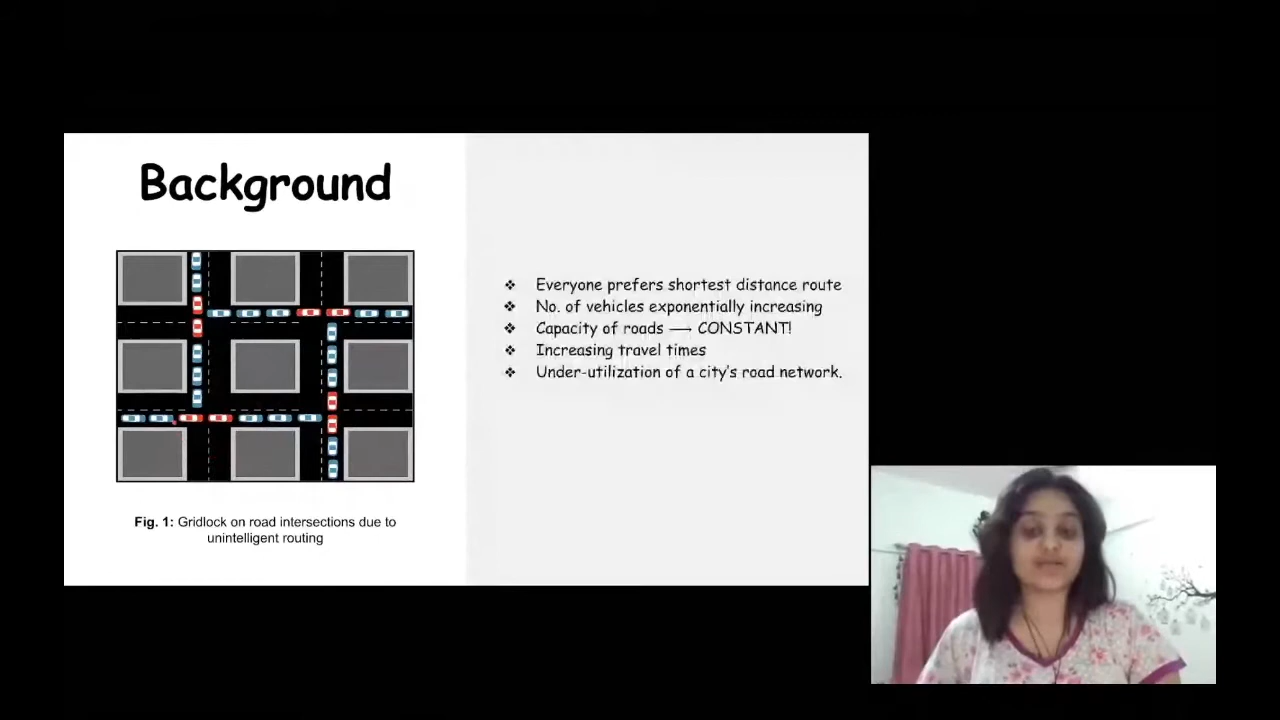 Background
❖ Everyone prefers shortest distance route
❖ No. of vehicles exponentially increasing
❖ Capacity of roads ⟶ CONSTANT!
❖ Increasing travel times
❖ Under-utilization of a city's road network.
Fig. 1: Gridlock on road intersections due to
unintelligent routing